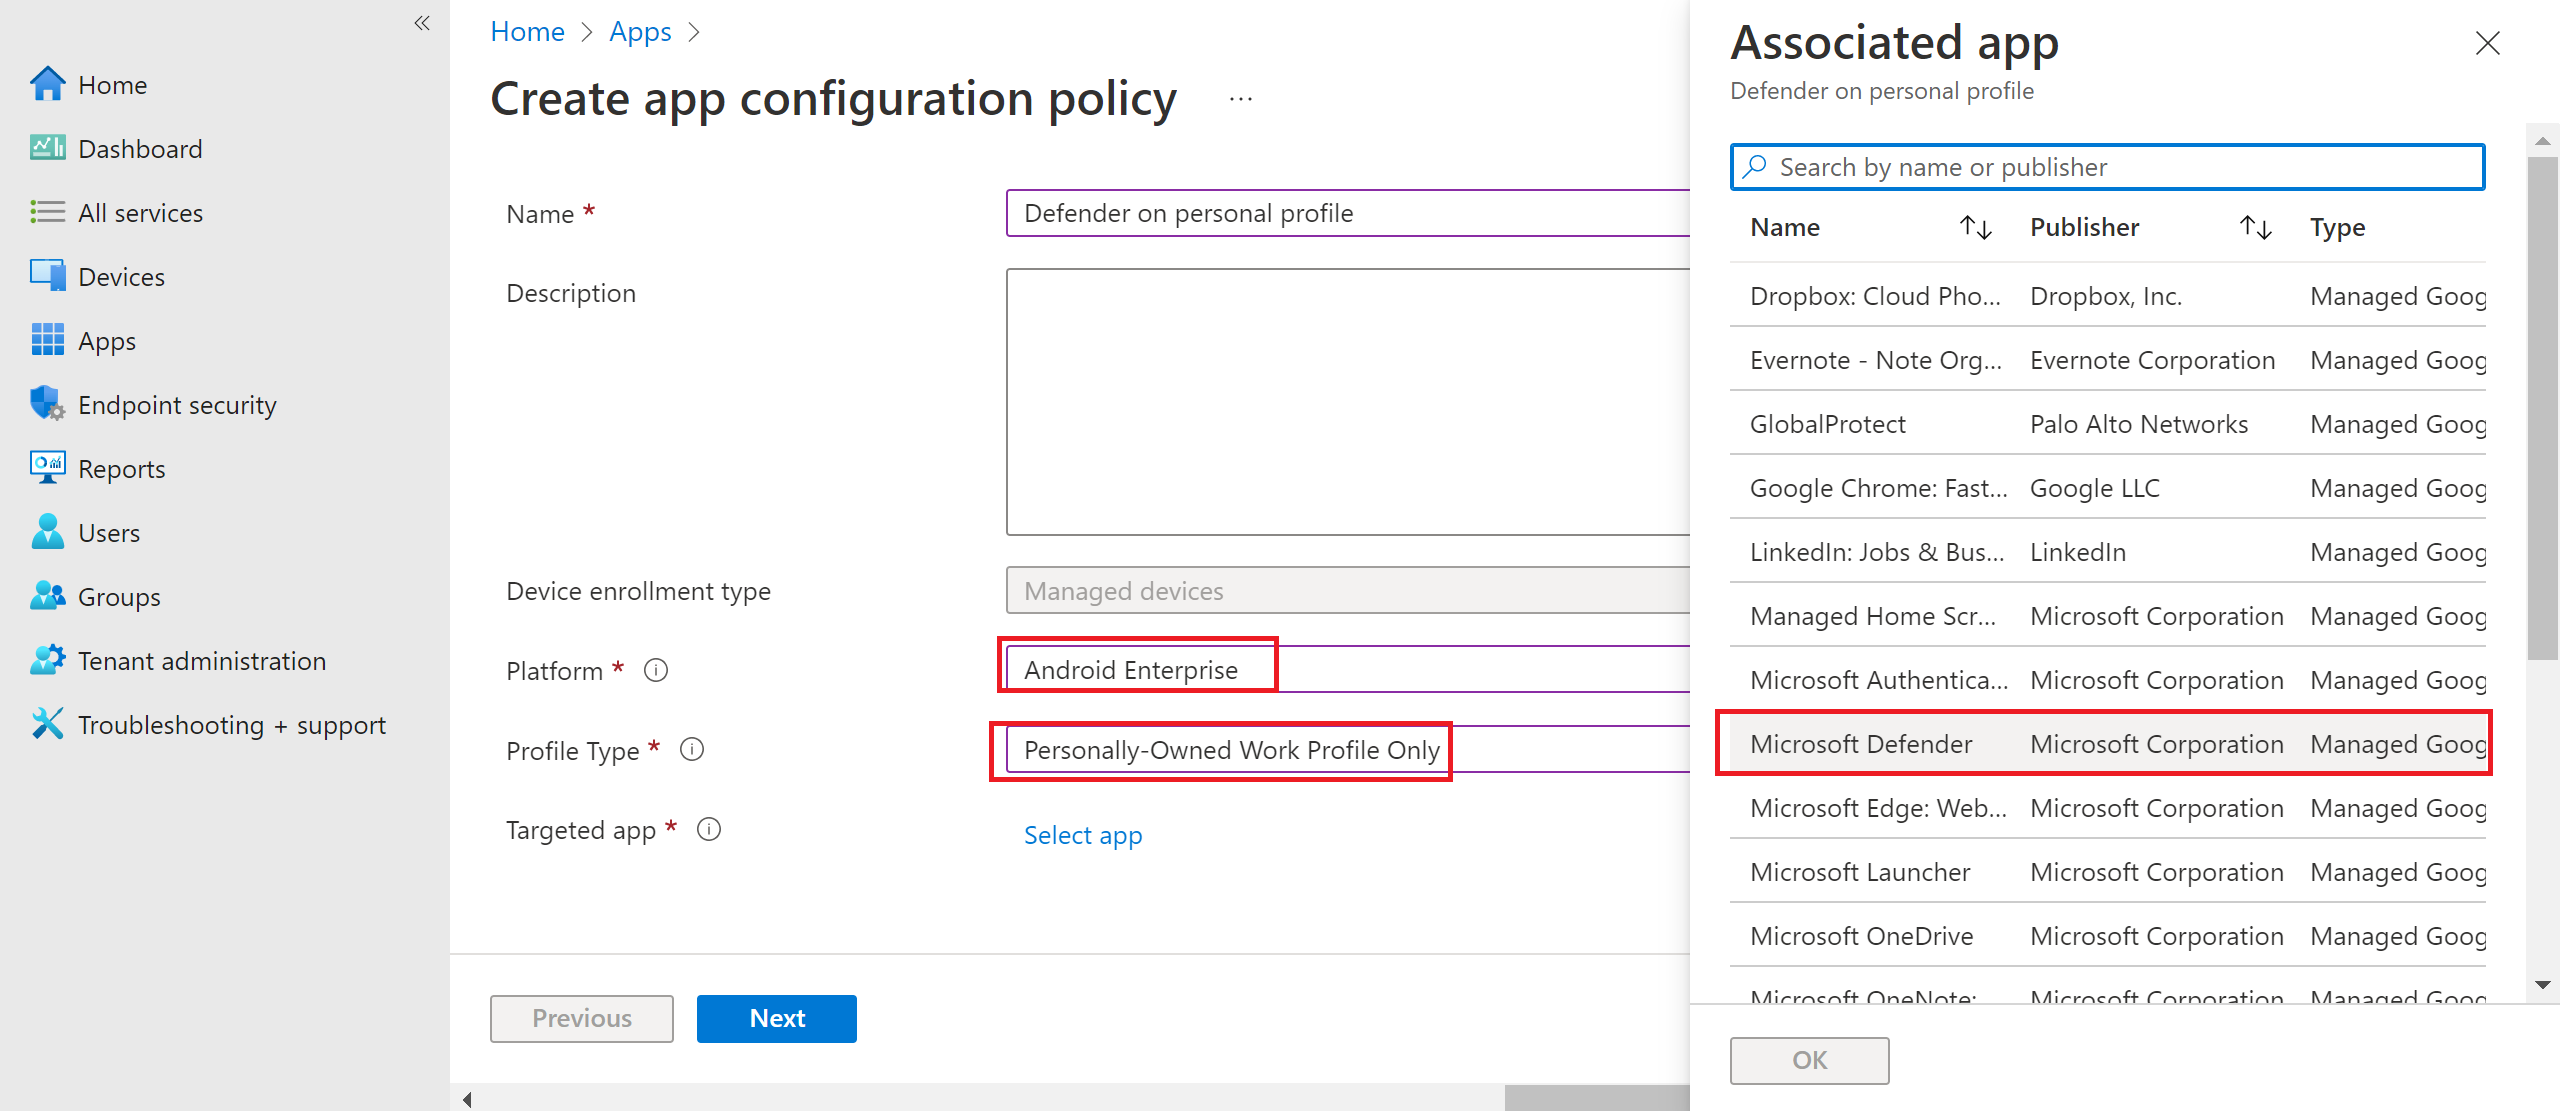 Home
Dashboard
All services
Devices
Apps
Endpoint security
Reports
Users
Groups
Tenant administration
Troubleshooting + support
Home > Apps >
Create app configuration policy ...
Name *
Defender on personal profile
Description
Device enrollment type
Managed devices
Platform *
Android Enterprise
Profile Type *
Personally-Owned Work Profile Only
Targeted app *
Select app
Previous
Next
Associated app
Defender on personal profile
Search by name or publisher
Name Publisher Type
Dropbox: Cloud Pho... Dropbox, Inc. Managed Goog
Evernote - Note Org... Evernote Corporation Managed Goog
GlobalProtect Palo Alto Networks Managed Goog
Google Chrome: Fast... Google LLC Managed Goog
LinkedIn: Jobs & Bus... LinkedIn Managed Goog
Managed Home Scr... Microsoft Corporation Managed Goog
Microsoft Authentica... Microsoft Corporation Managed Goog
Microsoft Defender Microsoft Corporation Managed Goog
Microsoft Edge: Web... Microsoft Corporation Managed Goog
Microsoft Launcher Microsoft Corporation Managed Goog
Microsoft OneDrive Microsoft Corporation Managed Goog
Microsoft OneNote: Microsoft Corporation Managed Goog
OK